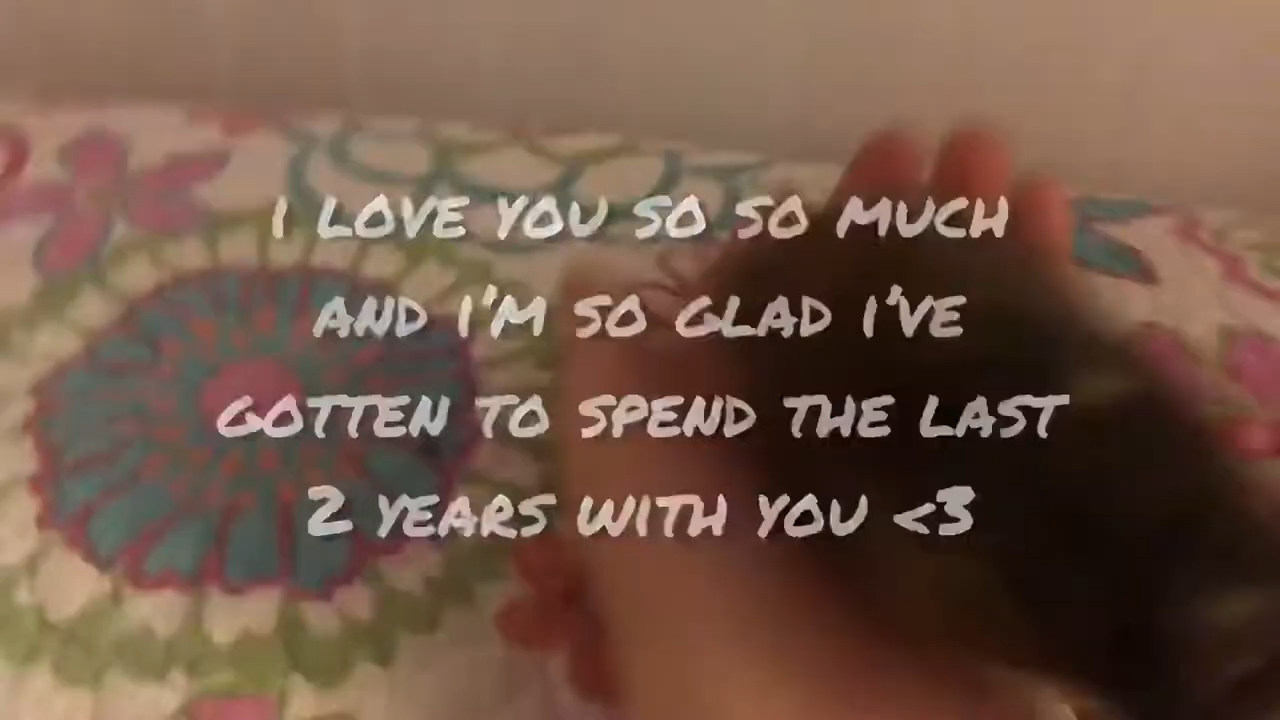 I LOVE YOU SO SO MUCH
AND I'M SO GLAD I'VE
GOTTEN TO SPEND THE LAST
2 YEARS WITH YOU <3